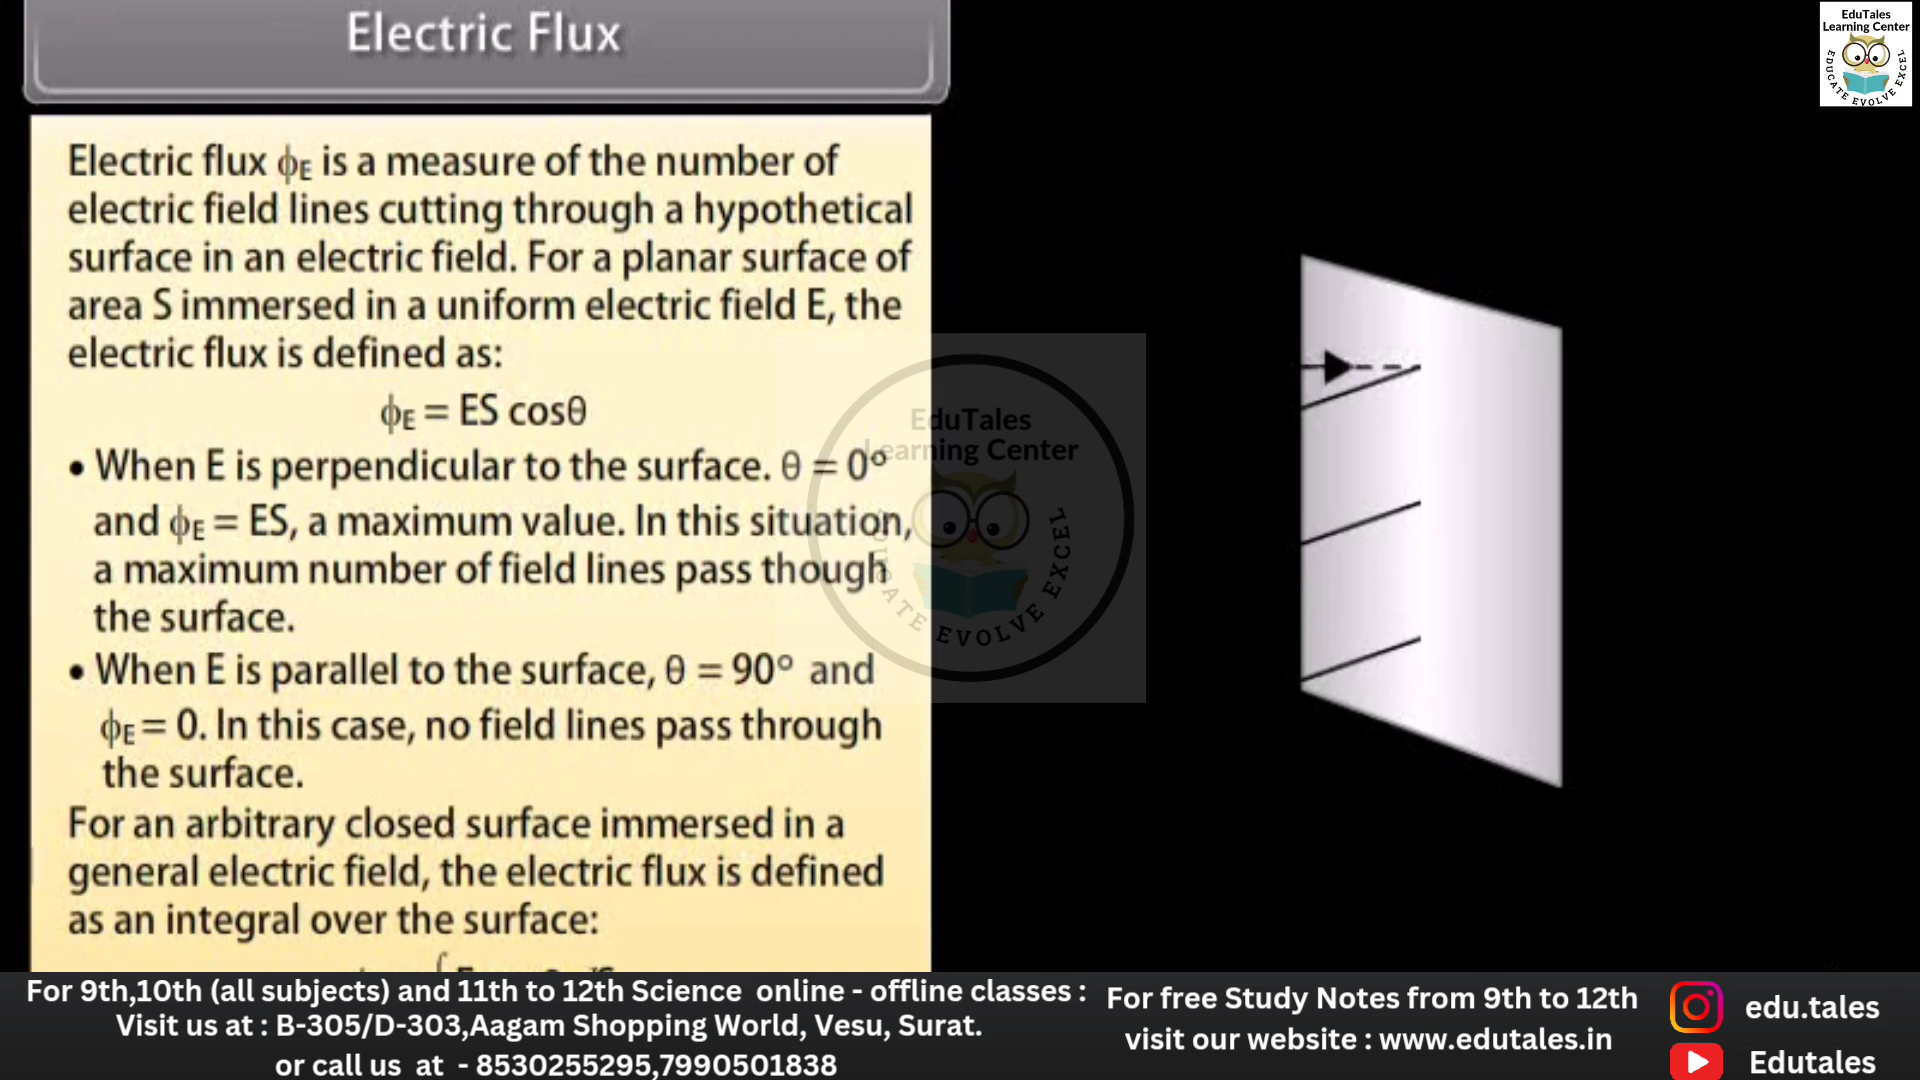 Electric Flux
EduTales
Learning Center
EDUCATE EVOLVE EXCEL
Electric flux ϕE is a measure of the number of
electric field lines cutting through a hypothetical
surface in an electric field. For a planar surface of
area S immersed in a uniform electric field E, the
electric flux is defined as:
ϕE = ES cosθ
• When E is perpendicular to the surface. θ = 0°
and ϕE = ES, a maximum value. In this situation,
a maximum number of field lines pass though
the surface.
• When E is parallel to the surface, θ = 90° and
ϕE = 0. In this case, no field lines pass through
the surface.
For an arbitrary closed surface immersed in a
general electric field, the electric flux is defined
as an integral over the surface:
EduTales
Learning Center
EDUCATE EVOLVE EXCEL
For 9th,10th (all subjects) and 11th to 12th Science online - offline classes :
Visit us at : B-305/D-303,Aagam Shopping World, Vesu, Surat.
or call us at - 8530255295,7990501838
For free Study Notes from 9th to 12th
visit our website : www.edutales.in
edu.tales
Edutales